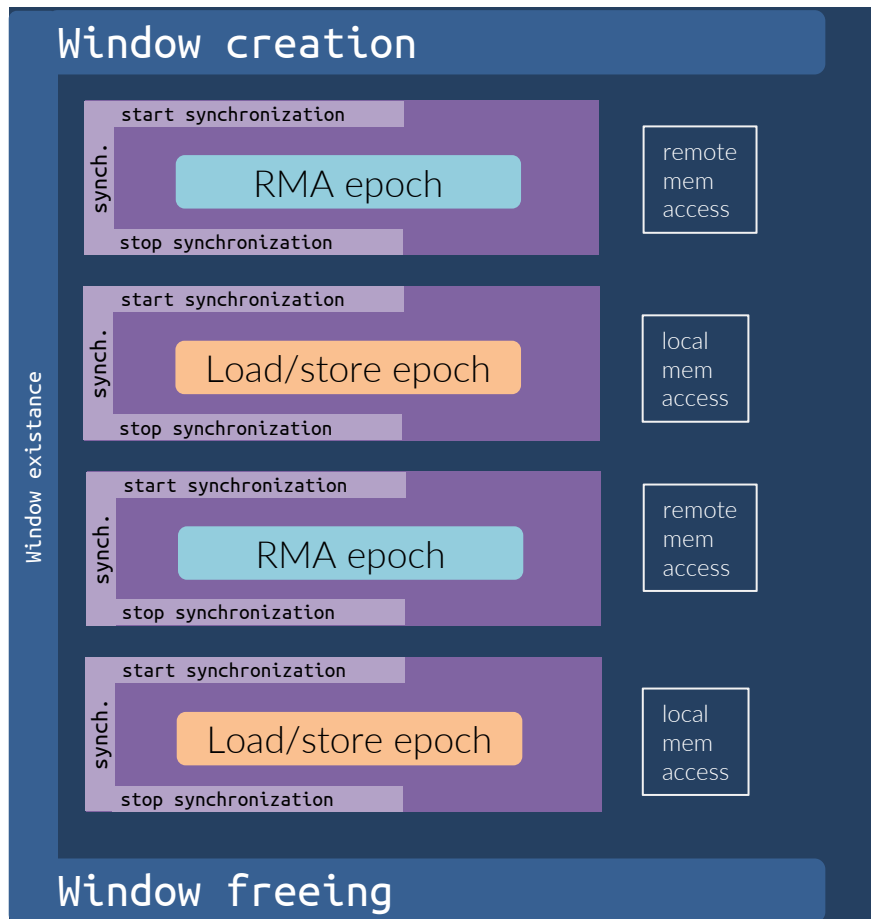 Window creation
Window existance
start synchronization
synch.
RMA epoch
stop synchronization
remote
mem
access
start synchronization
synch.
Load/store epoch
stop synchronization
local
mem
access
start synchronization
synch.
RMA epoch
stop synchronization
remote
mem
access
start synchronization
synch.
Load/store epoch
stop synchronization
local
mem
access
Window freeing